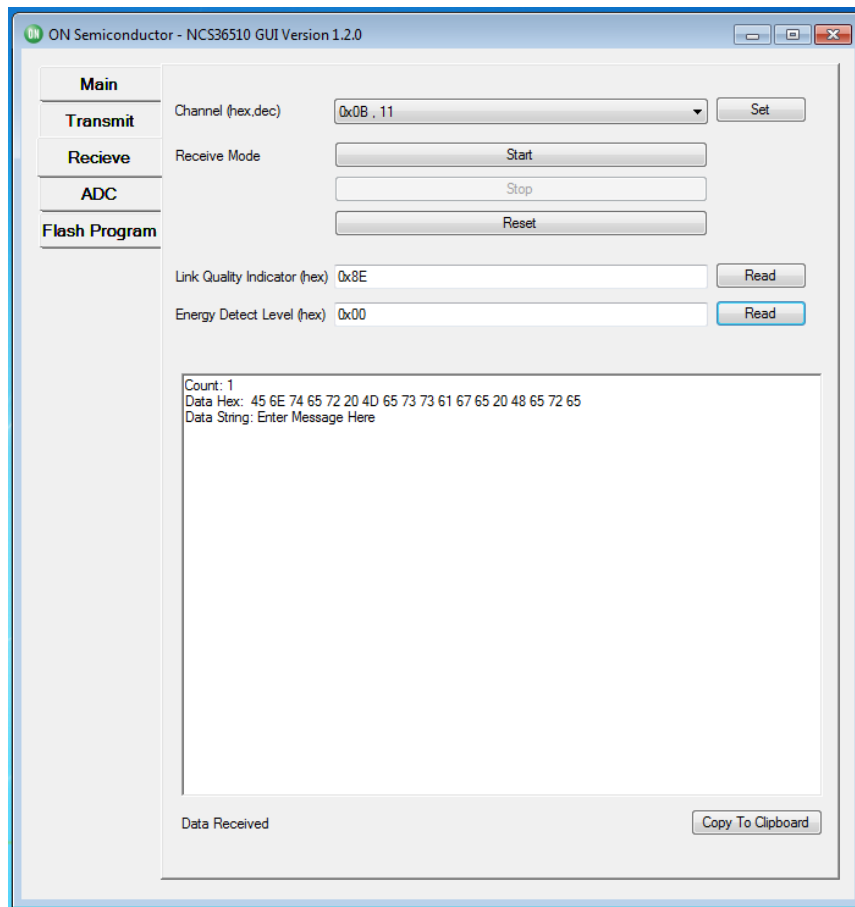 ON ON Semiconductor - NCS36510 GUI Version 1.2.0
Main
Transmit
Recieve
ADC
Flash Program
Channel (hex,dec) 0x0B , 11 Set
Receive Mode Start
Stop
Reset
Link Quality Indicator (hex) 0x8E Read
Energy Detect Level (hex) 0x00 Read
Count: 1
Data Hex: 45 6E 74 65 72 20 4D 65 73 73 61 67 65 20 48 65 72 65
Data String: Enter Message Here
Data Received Copy To Clipboard